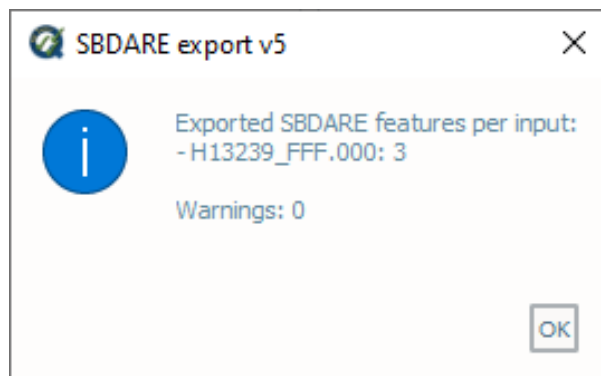 SBDARE export v5
Exported SBDARE features per input:
- H13239_FFF.000: 3
Warnings: 0
OK